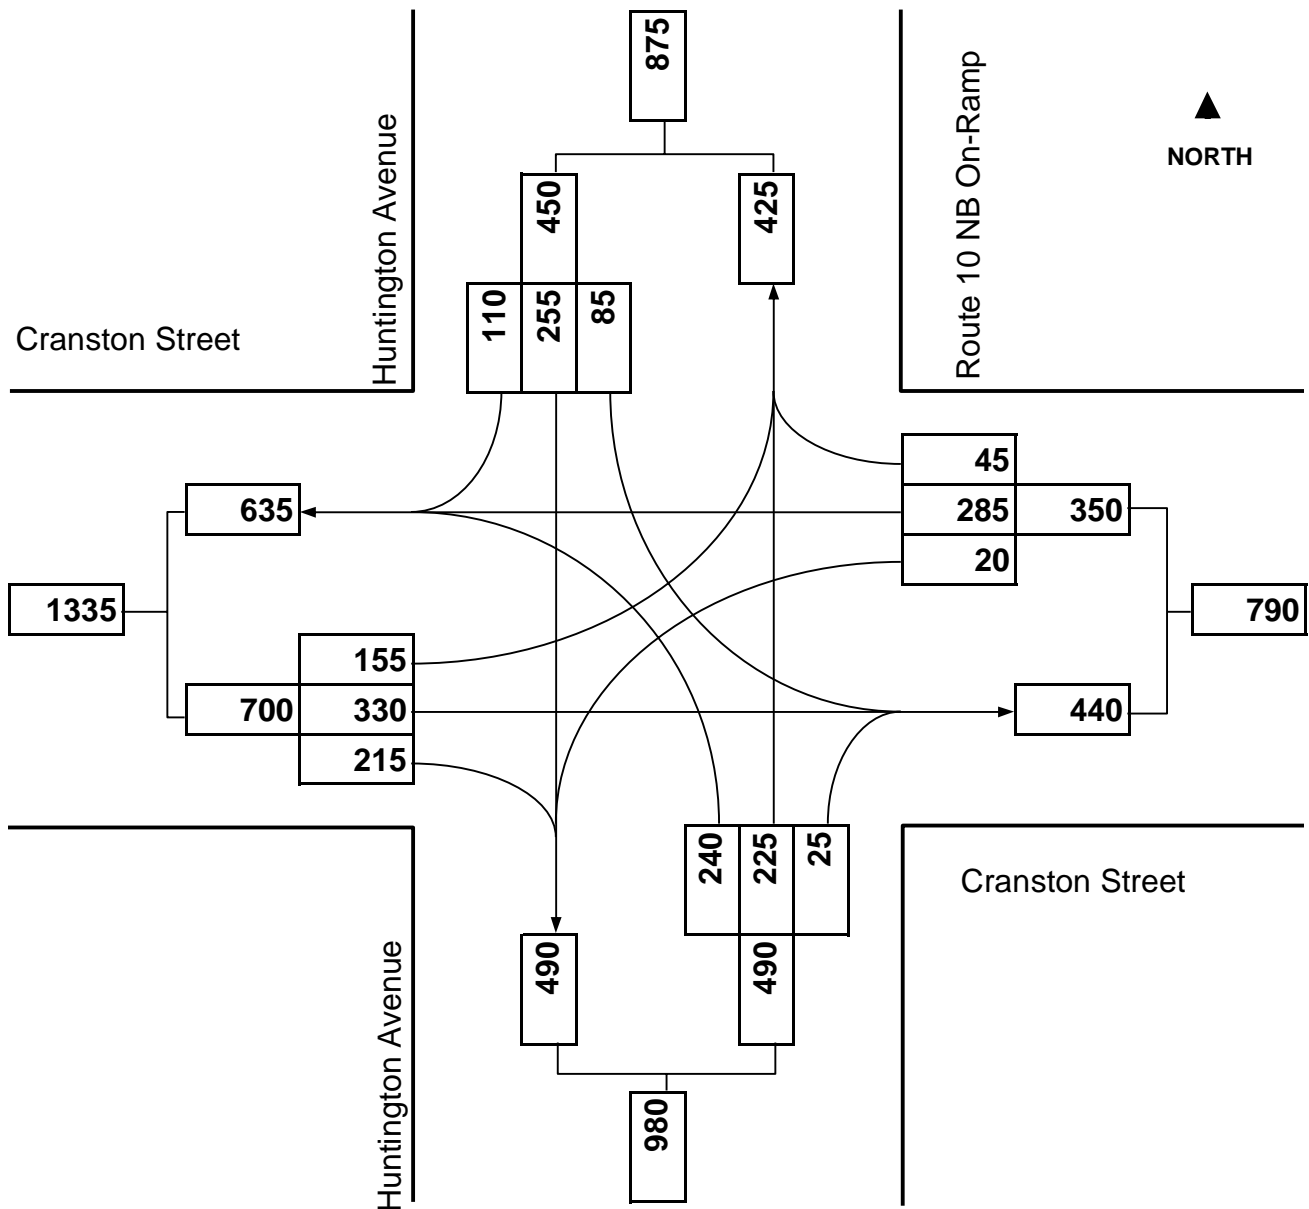 875
Huntington Avenue
Route 10 NB On-Ramp
NORTH
450
425
110 255 85
Cranston Street
45
635
285 350
20
1335
790
155
700 330
440
215
240 225 25
Cranston Street
490
490
Huntington Avenue
980